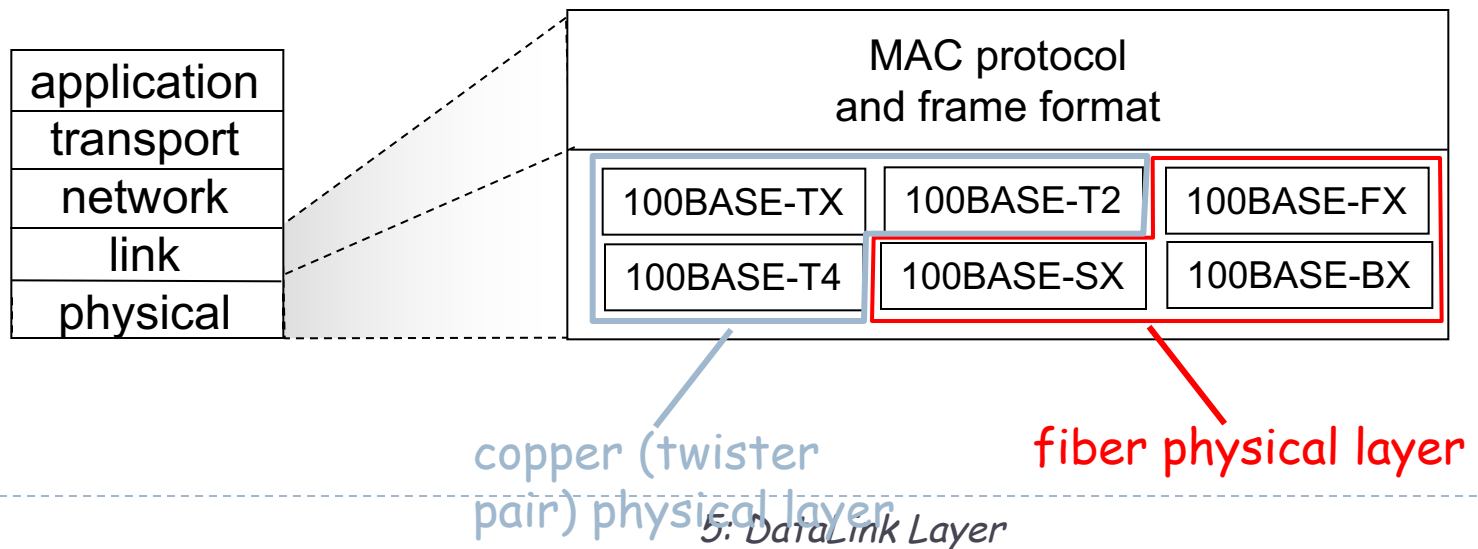 application
transport
network
link
physical
MAC protocol
and frame format
100BASE-TX
100BASE-T2
100BASE-FX
100BASE-T4
100BASE-SX
100BASE-BX
copper (twister
pair) physical layer
fiber physical layer
5: DataLink Layer